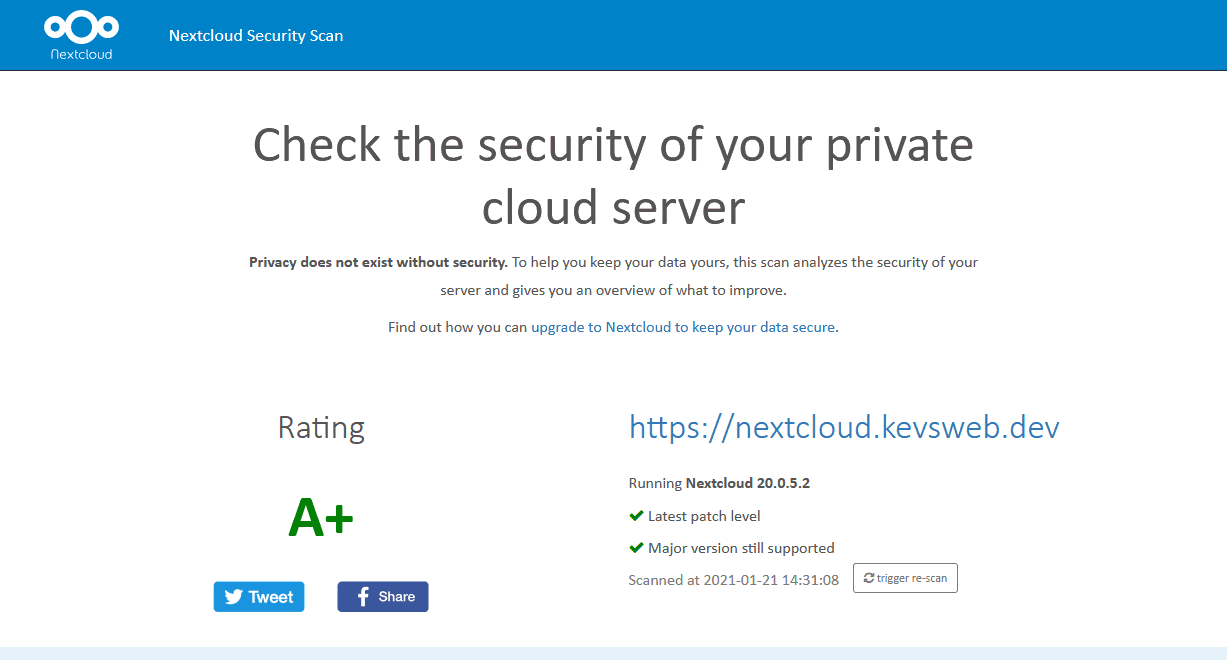 Nextcloud
Nextcloud Security Scan
Check the security of your private
cloud server
Privacy does not exist without security. To help you keep your data yours, this scan analyzes the security of your
server and gives you an overview of what to improve.
Find out how you can upgrade to Nextcloud to keep your data secure.
Rating
A+
Tweet
Share
https://nextcloud.kevsweb.dev
Running Nextcloud 20.0.5.2
Latest patch level
Major version still supported
Scanned at 2021-01-21 14:31:08 trigger re-scan